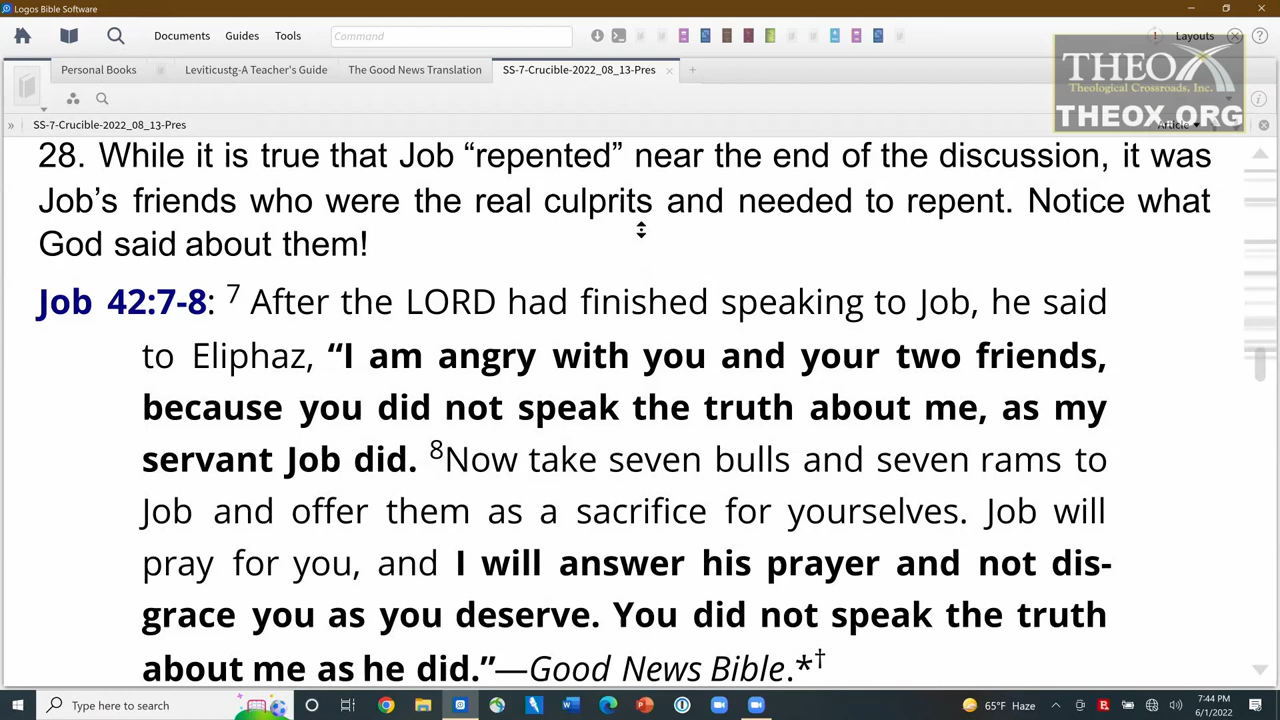 Logos Bible Software
Documents Guides Tools Command Layouts
Personal Books Leviticustg-A Teacher's Guide The Good News Translation SS-7-Crucible-2022_08_13-Pres
THEOX
Theological Crossroads, Inc.
THEOX.ORG
» SS-7-Crucible-2022_08_13-Pres Article
28. While it is true that Job “repented” near the end of the discussion, it was
Job’s friends who were the real culprits and needed to repent. Notice what
God said about them!
Job 42:7-8: 7 After the LORD had finished speaking to Job, he said
to Eliphaz, “I am angry with you and your two friends,
because you did not speak the truth about me, as my
servant Job did. 8Now take seven bulls and seven rams to
Job and offer them as a sacrifice for yourselves. Job will
pray for you, and I will answer his prayer and not dis-
grace you as you deserve. You did not speak the truth
about me as he did.”—Good News Bible.*†
Type here to search 65°F Haze 7:44 PM
6/1/2022